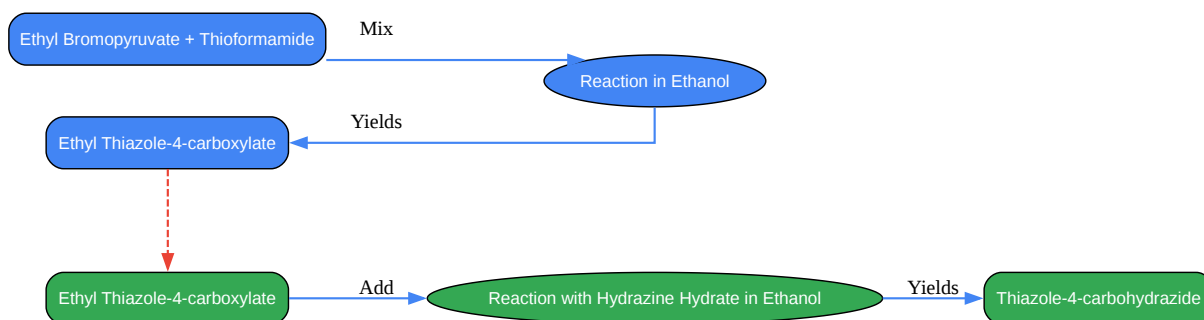 Ethyl Bromopyruvate + Thioformamide
Mix
Reaction in Ethanol
Yields
Ethyl Thiazole-4-carboxylate
Ethyl Thiazole-4-carboxylate
Add
Reaction with Hydrazine Hydrate in Ethanol
Yields
Thiazole-4-carbohydrazide